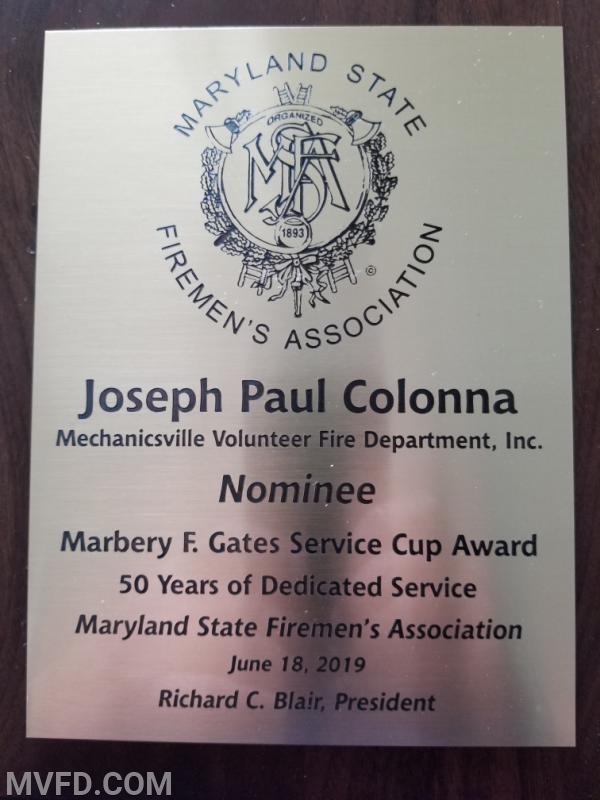 MARYLAND STATE
ORGANIZED
MSFA
1893
©
FIREMEN'S ASSOCIATION
Joseph Paul Colonna
Mechanicsville Volunteer Fire Department, Inc.
Nominee
Marbery F. Gates Service Cup Award
50 Years of Dedicated Service
Maryland State Firemen's Association
June 18, 2019
Richard C. Blair, President
MVFD.COM